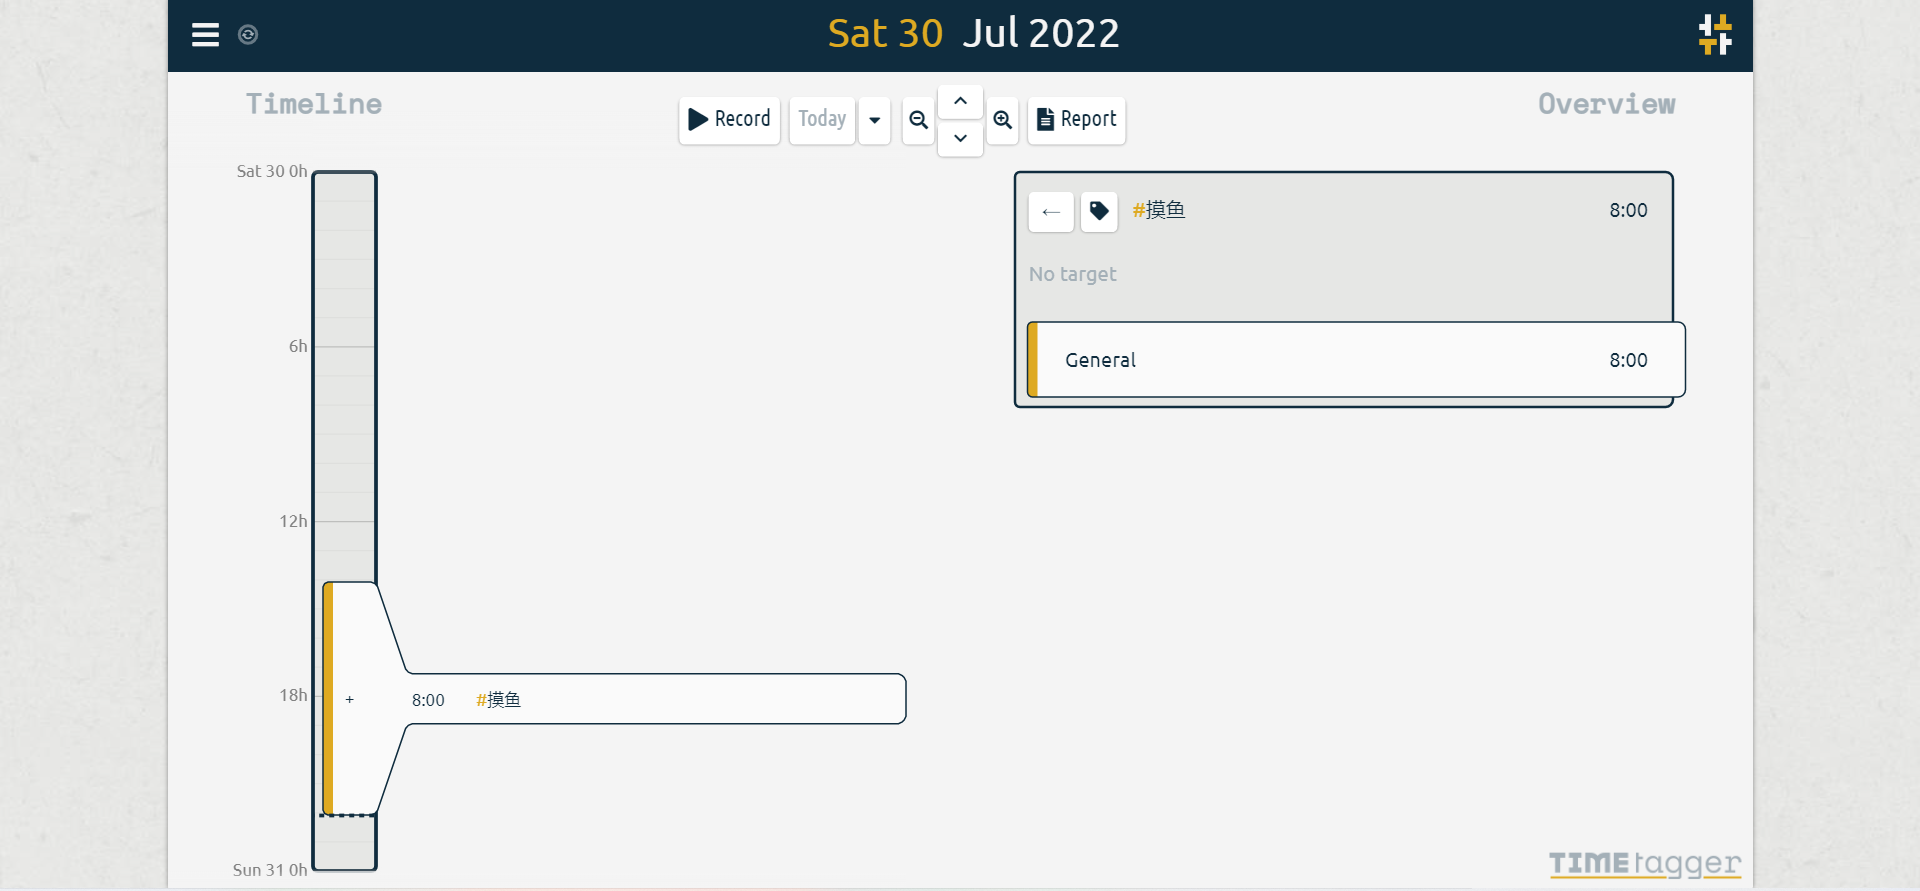 Sat 30 Jul 2022
Timeline
Record
Today
Report
Overview
Sat 30 0h
6h
12h
18h
Sun 31 0h
+ 8:00 #摸鱼
← #摸鱼 8:00
No target
General 8:00
TIMEtagger